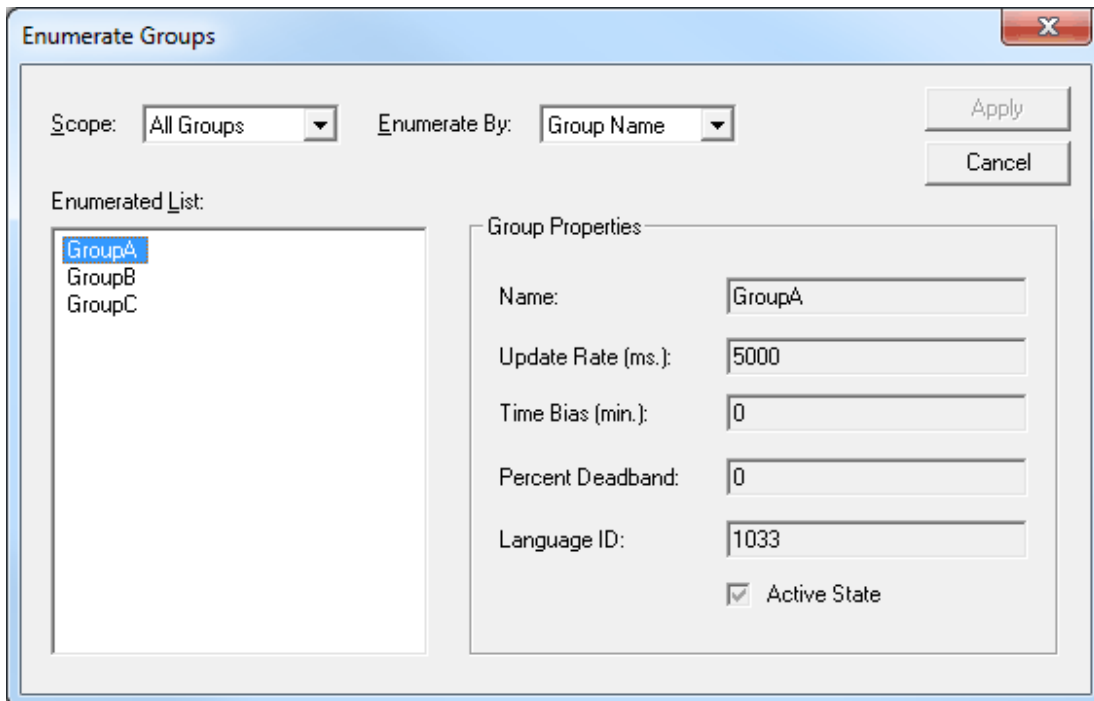 Enumerate Groups
Scope: All Groups Enumerate By: Group Name
Apply
Cancel
Enumerated List:
GroupA
GroupB
GroupC
Group Properties
Name: GroupA
Update Rate (ms.): 5000
Time Bias (min.): 0
Percent Deadband: 0
Language ID: 1033
Active State